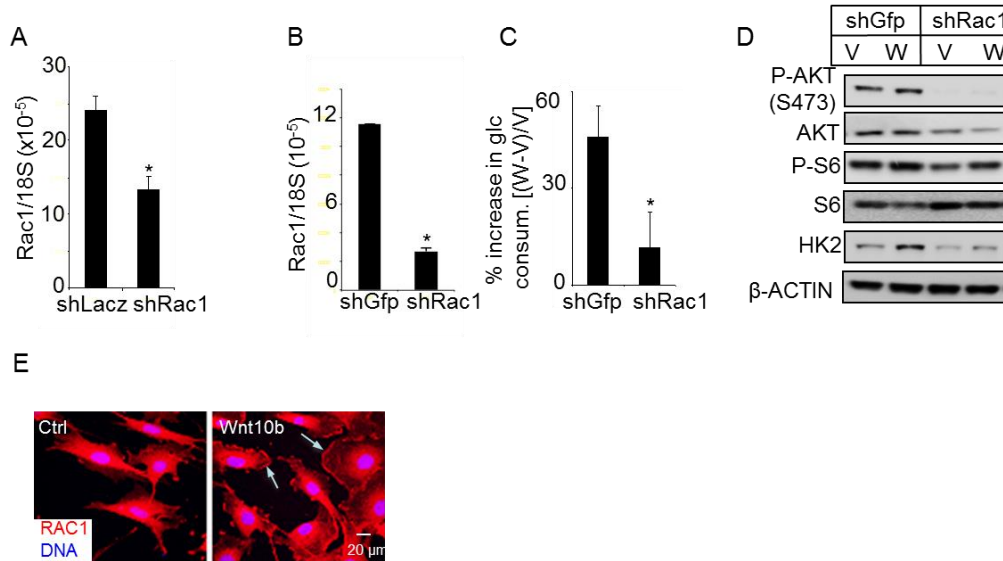 A
Rac1/18S (x10-5)
30
20
10
0
*
shLacz shRac1
B
Rac1/18S (10-5)
12
6
2
0
*
shGfp shRac1
C
% increase in glc
consum. [(W-V)/V]
60
30
0
*
shGfp shRac1
D
shGfp shRac1
V W V W
P-AKT
(S473)
AKT
P-S6
S6
HK2
β-ACTIN
E
Ctrl
Wnt10b
RAC1
DNA
20 µm